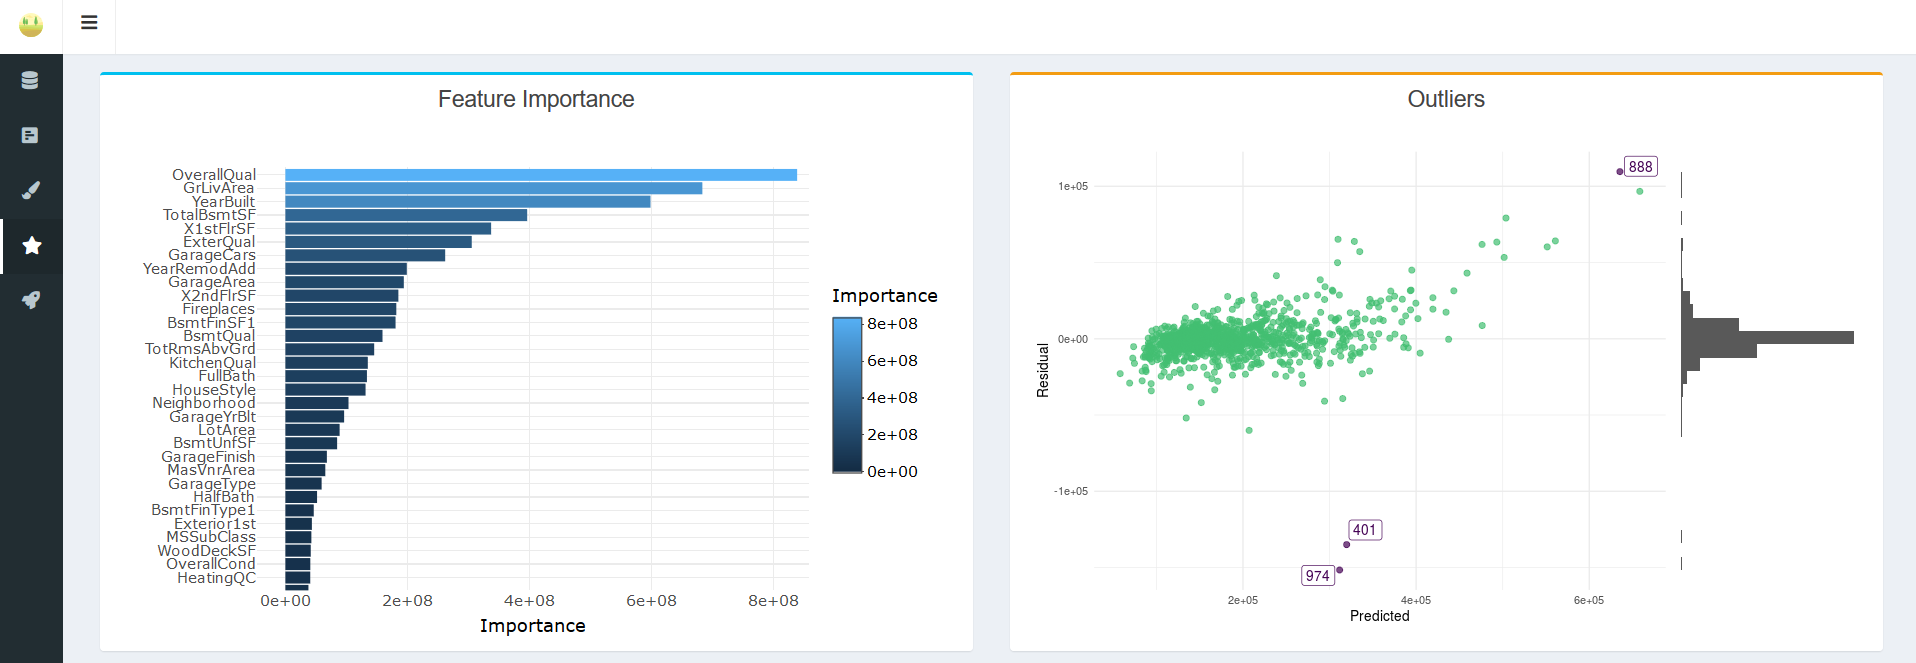 Feature Importance
OverallQual
GrLivArea
YearBuilt
TotalBsmtSF
X1stFlrSF
ExterQual
GarageCars
YearRemodAdd
GarageArea
X2ndFlrSF
Fireplaces
BsmtFinSF1
BsmtQual
TotRmsAbvGrd
KitchenQual
FullBath
HouseStyle
Neighborhood
GarageYrBlt
LotArea
BsmtUnfSF
GarageFinish
MasVnrArea
GarageType
HalfBath
BsmtFinType1
Exterior1st
MSSubClass
WoodDeckSF
OverallCond
HeatingQC
0e+00 2e+08 4e+08 6e+08 8e+08
Importance
Importance
8e+08
6e+08
4e+08
2e+08
0e+00
Outliers
888
1e+05
0e+00
Residual
-1e+05
401
974
2e+05 4e+05 6e+05
Predicted